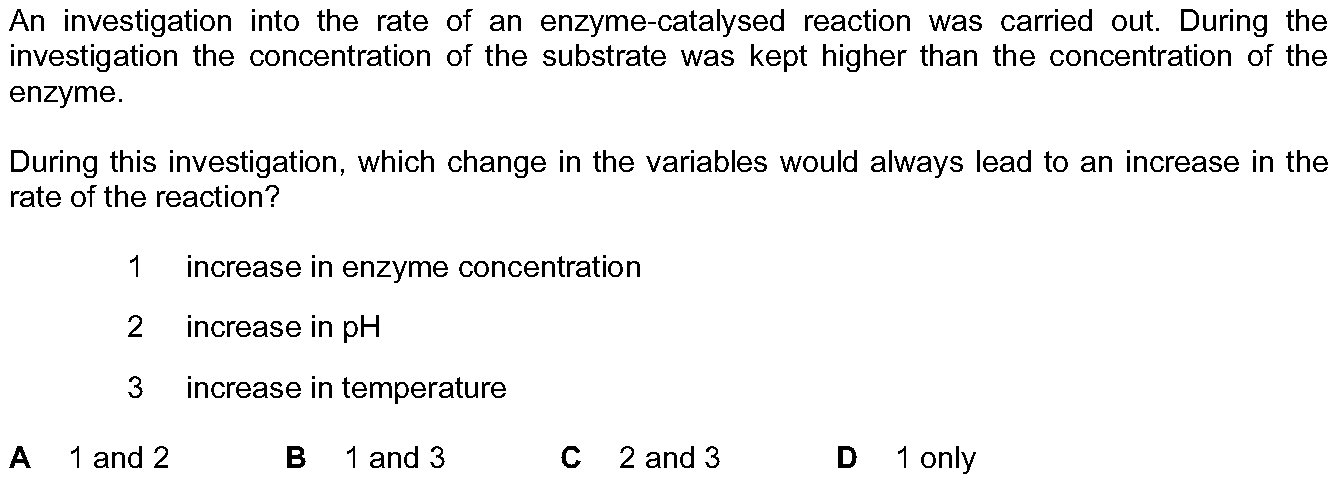 An investigation into the rate of an enzyme-catalysed reaction was carried out. During the
investigation the concentration of the substrate was kept higher than the concentration of the
enzyme.
During this investigation, which change in the variables would always lead to an increase in the
rate of the reaction?
1 increase in enzyme concentration
2 increase in pH
3 increase in temperature
A 1 and 2 B 1 and 3 C 2 and 3 D 1 only